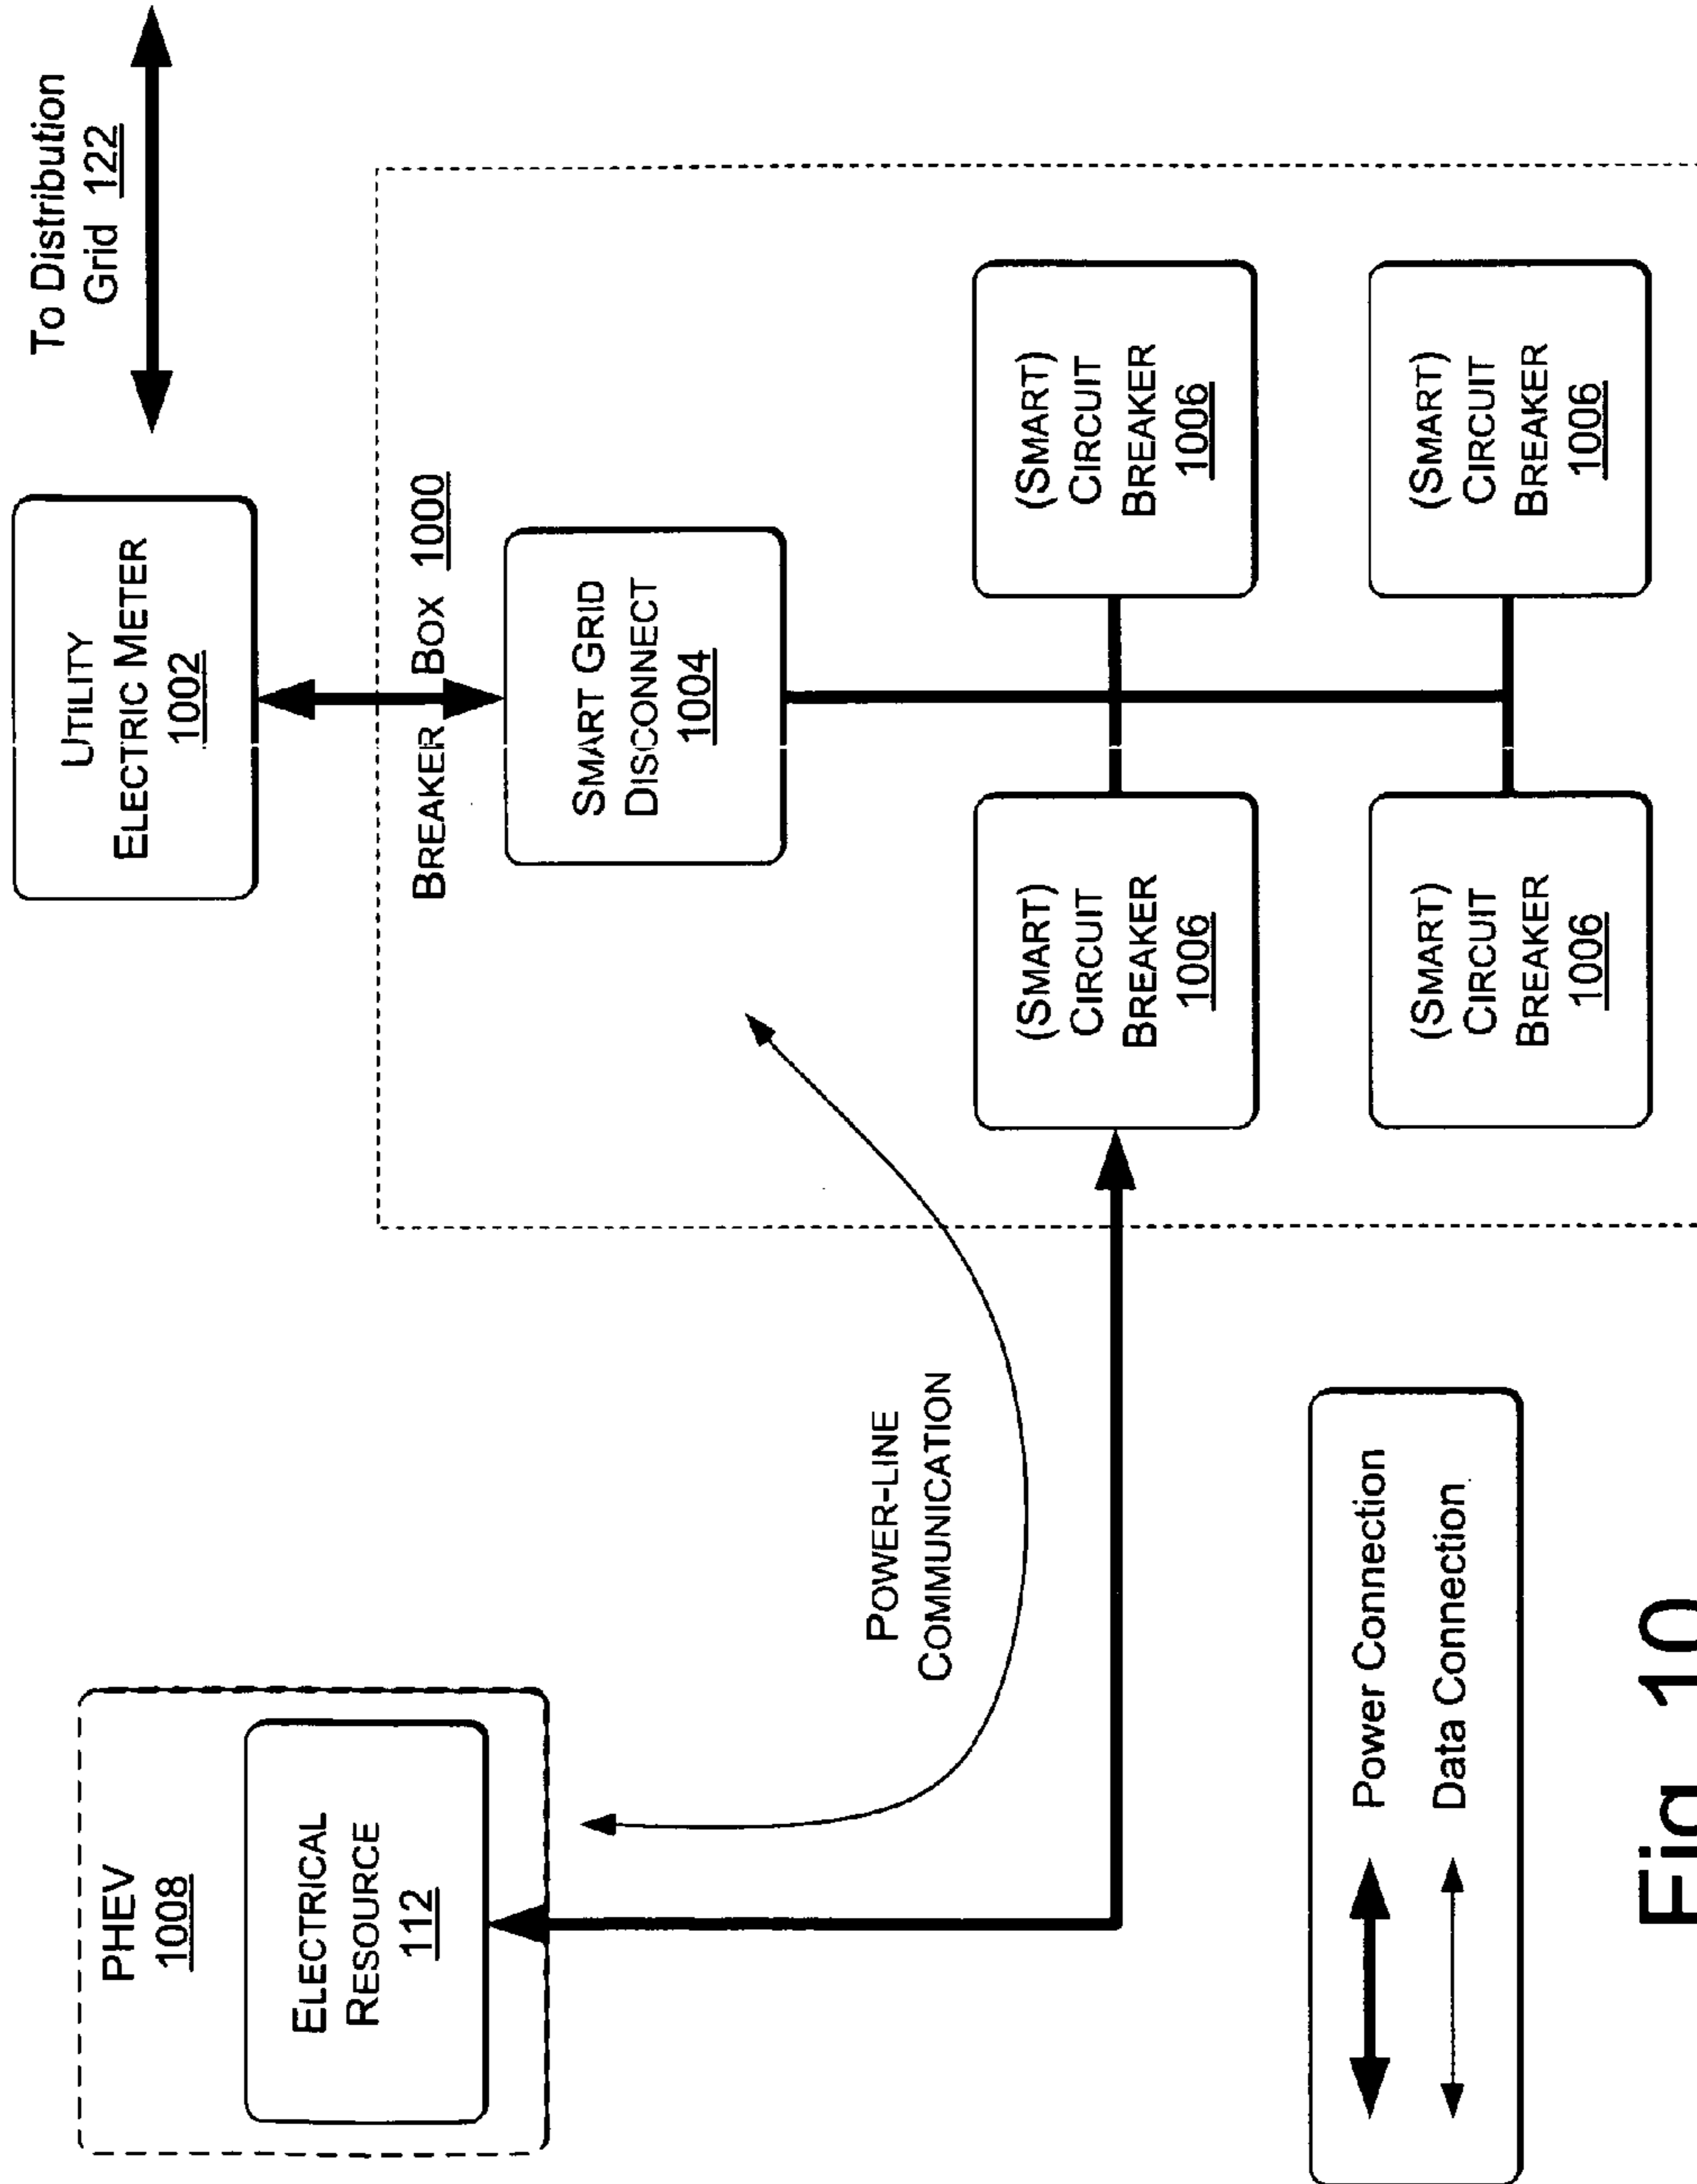 PHEV
1008
ELECTRICAL
RESOURCE
112
POWER-LINE
COMMUNICATION
UTILITY
ELECTRIC METER
1002
To Distribution
Grid 122
BREAKER BOX 1000
SMART GRID
DISCONNECT
1004
(SMART)
CIRCUIT
BREAKER
1006
(SMART)
CIRCUIT
BREAKER
1006
(SMART)
CIRCUIT
BREAKER
1006
(SMART)
CIRCUIT
BREAKER
1006
Power Connection
Data Connection
Fig. 10